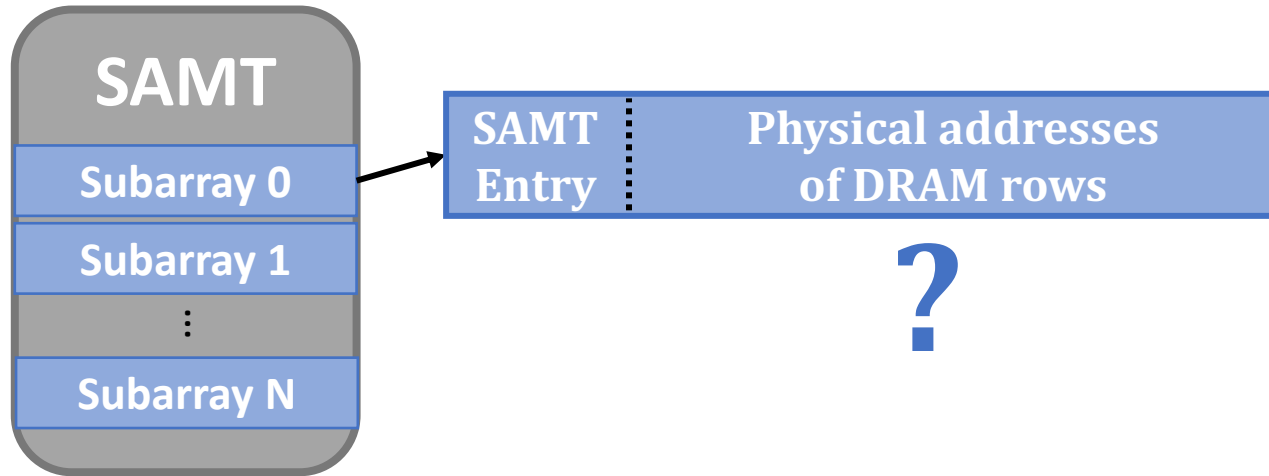 SAMT
Subarray 0
Subarray 1
⋮
Subarray N
SAMT
Entry
Physical addresses
of DRAM rows
?